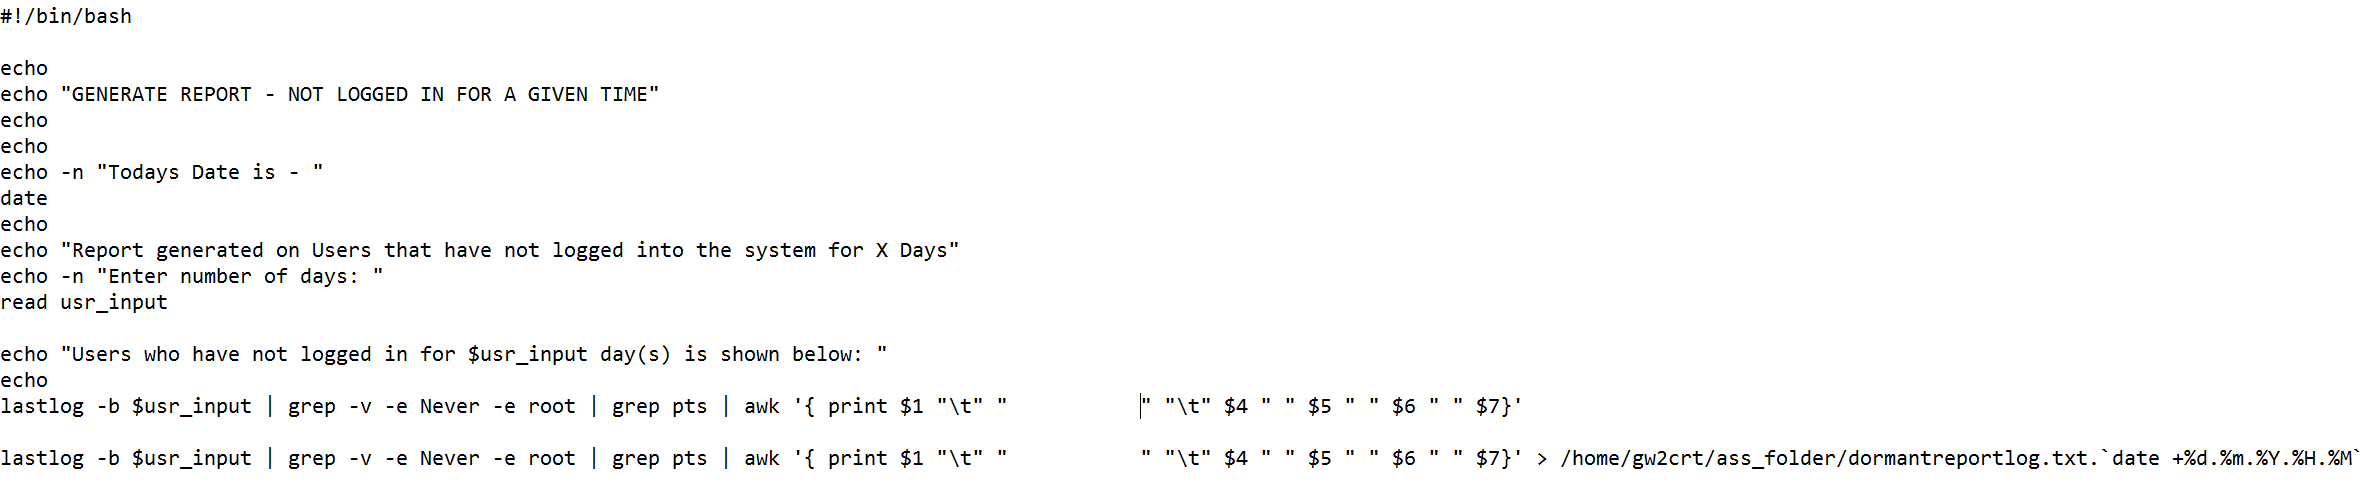 #!/bin/bash
echo
echo "GENERATE REPORT - NOT LOGGED IN FOR A GIVEN TIME"
echo
echo
echo -n "Todays Date is - "
date
echo
echo "Report generated on Users that have not logged into the system for X Days"
echo -n "Enter number of days: "
read usr_input
echo "Users who have not logged in for $usr_input day(s) is shown below: "
echo
lastlog -b $usr_input | grep -v -e Never -e root | grep pts | awk '{ print $1 "\t" "           " "\t" $4 " " $5 " " $6 " " $7}'
lastlog -b $usr_input | grep -v -e Never -e root | grep pts | awk '{ print $1 "\t" "           " "\t" $4 " " $5 " " $6 " " $7}' > /home/gw2crt/ass_folder/dormantreportlog.txt.`date +%d.%m.%Y.%H.%M`